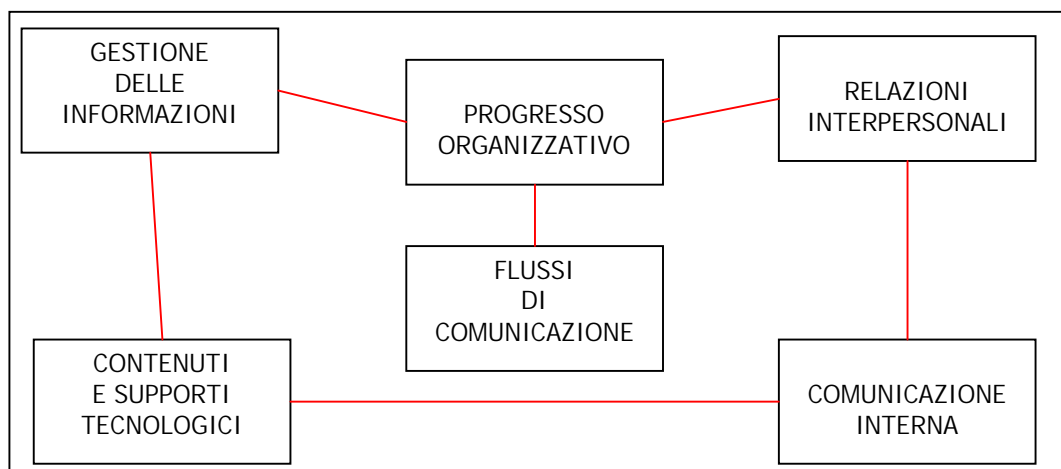 GESTIONE
DELLE
INFORMAZIONI
PROGRESSO
ORGANIZZATIVO
RELAZIONI
INTERPERSONALI
FLUSSI
DI
COMUNICAZIONE
CONTENUTI
E SUPPORTI
TECNOLOGICI
COMUNICAZIONE
INTERNA